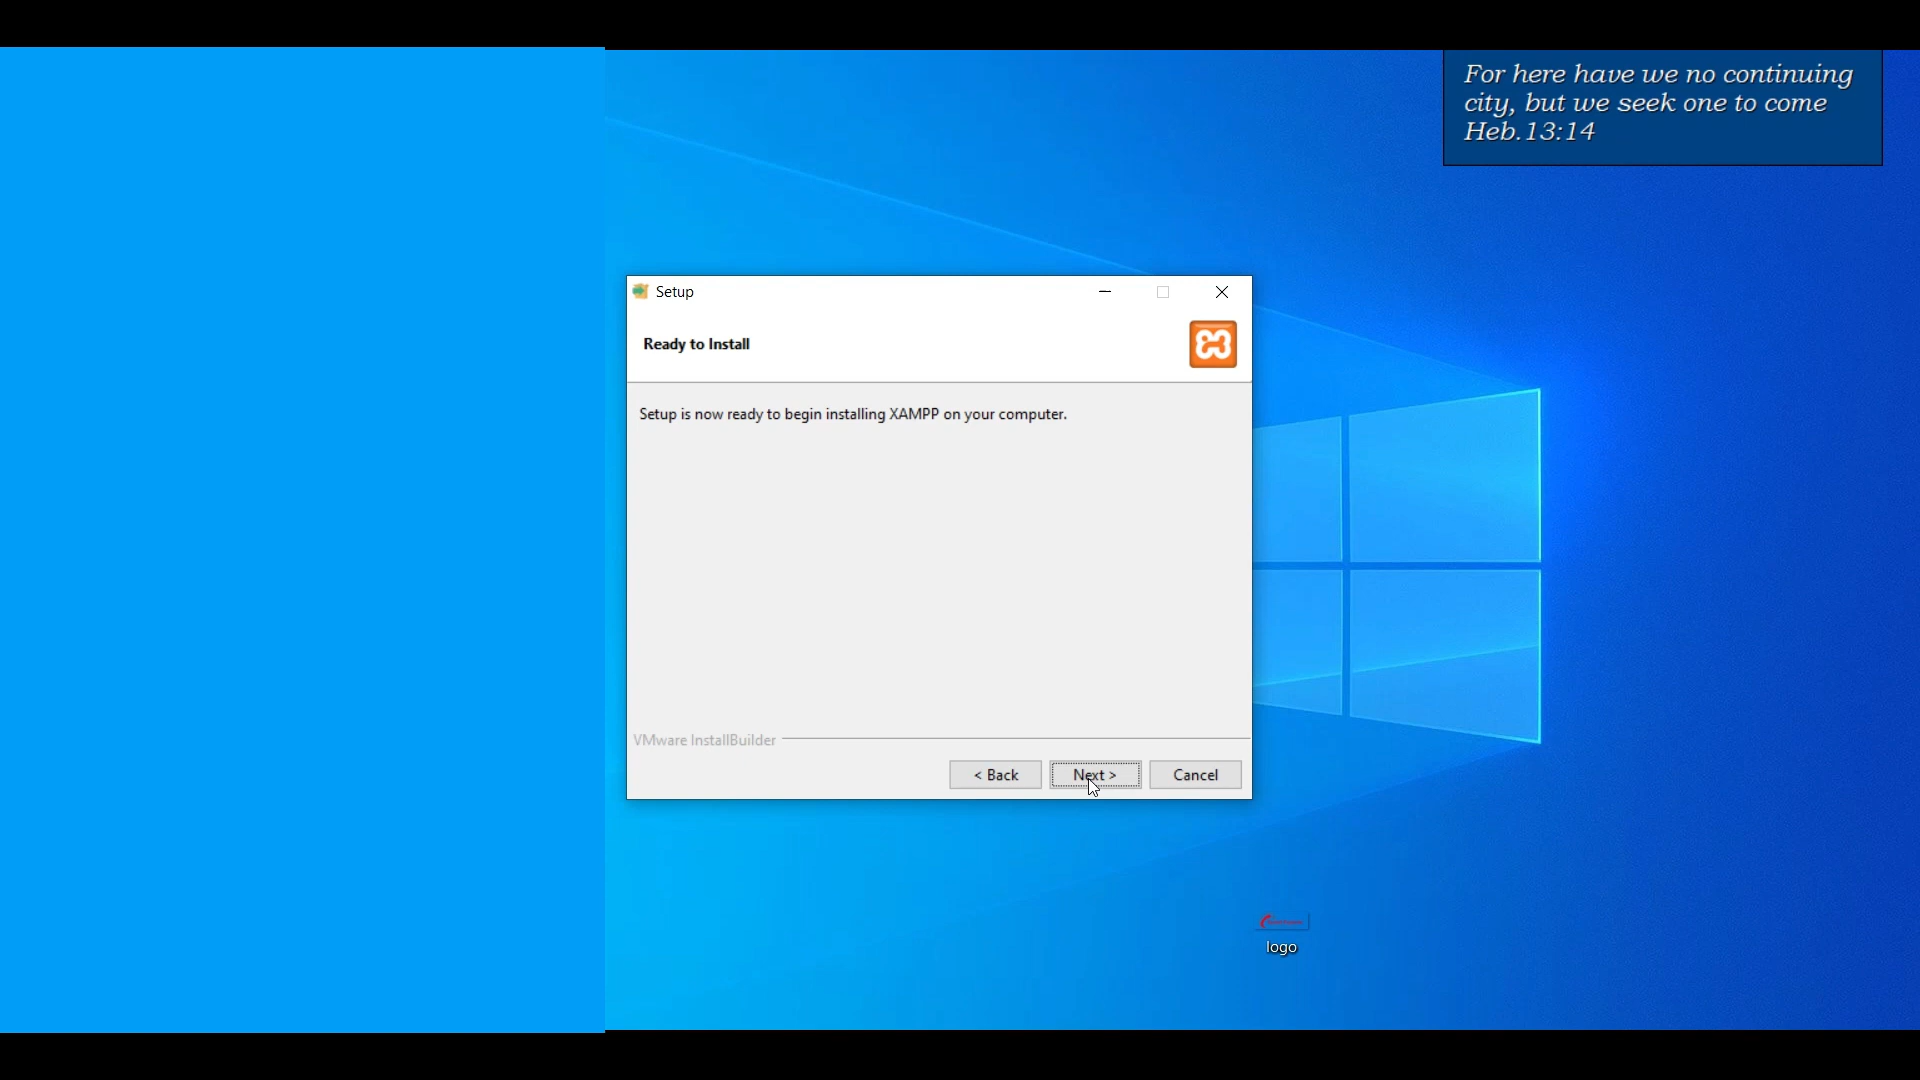 For here have we no continuing
city, but we seek one to come
Heb.13:14
Setup
Ready to Install
Setup is now ready to begin installing XAMPP on your computer.
VMware InstallBuilder
< Back
Next >
Cancel
logo